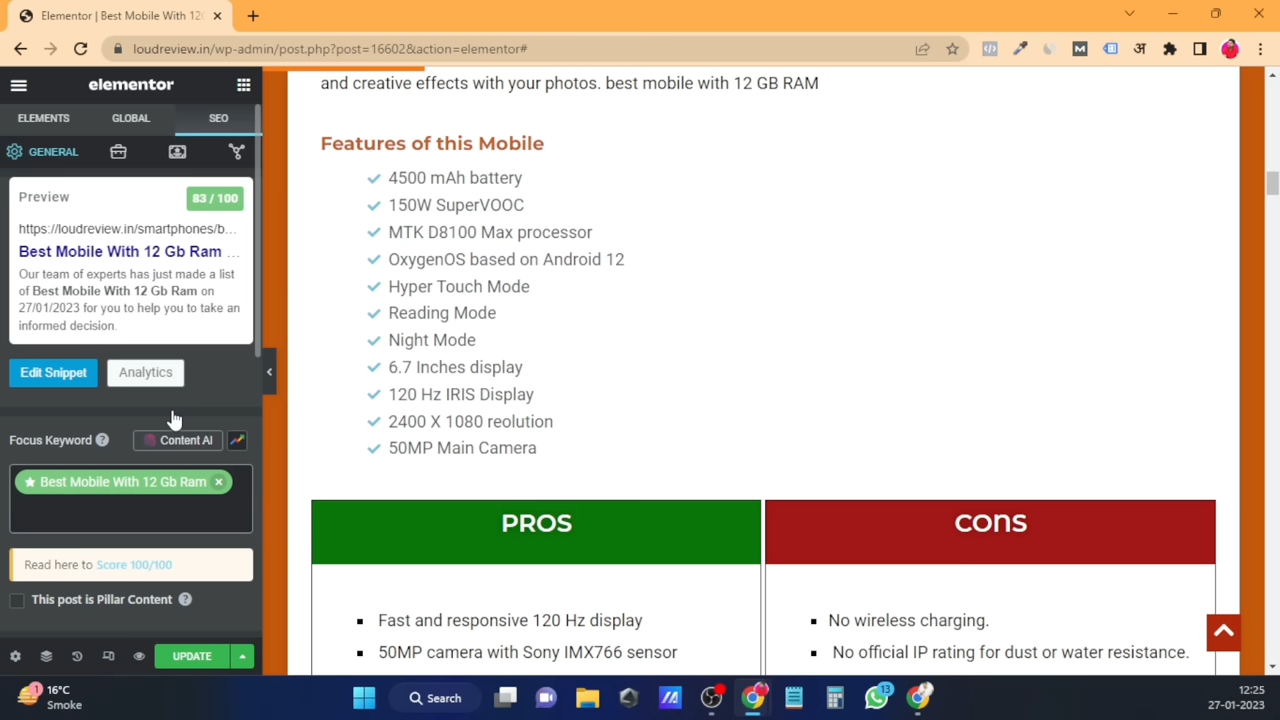 Elementor | Best Mobile With 12G
loudreview.in/wp-admin/post.php?post=16602&action=elementor#
M
अ
elementor
ELEMENTS
GLOBAL
SEO
GENERAL
Preview
83 / 100
https://loudreview.in/smartphones/b...
Best Mobile With 12 Gb Ram ...
Our team of experts has just made a list
of Best Mobile With 12 Gb Ram on
27/01/2023 for you to help you to take an
informed decision.
Edit Snippet
Analytics
Focus Keyword ?
Content AI
Best Mobile With 12 Gb Ram
Read here to Score 100/100
This post is Pillar Content ?
UPDATE
and creative effects with your photos. best mobile with 12 GB RAM
Features of this Mobile
4500 mAh battery
150W SuperVOOC
MTK D8100 Max processor
OxygenOS based on Android 12
Hyper Touch Mode
Reading Mode
Night Mode
6.7 Inches display
120 Hz IRIS Display
2400 X 1080 reolution
50MP Main Camera
PROS
CONS
Fast and responsive 120 Hz display
50MP camera with Sony IMX766 sensor
No wireless charging.
No official IP rating for dust or water resistance.
1
16°C
Smoke
Search
13
12:25
27-01-2023